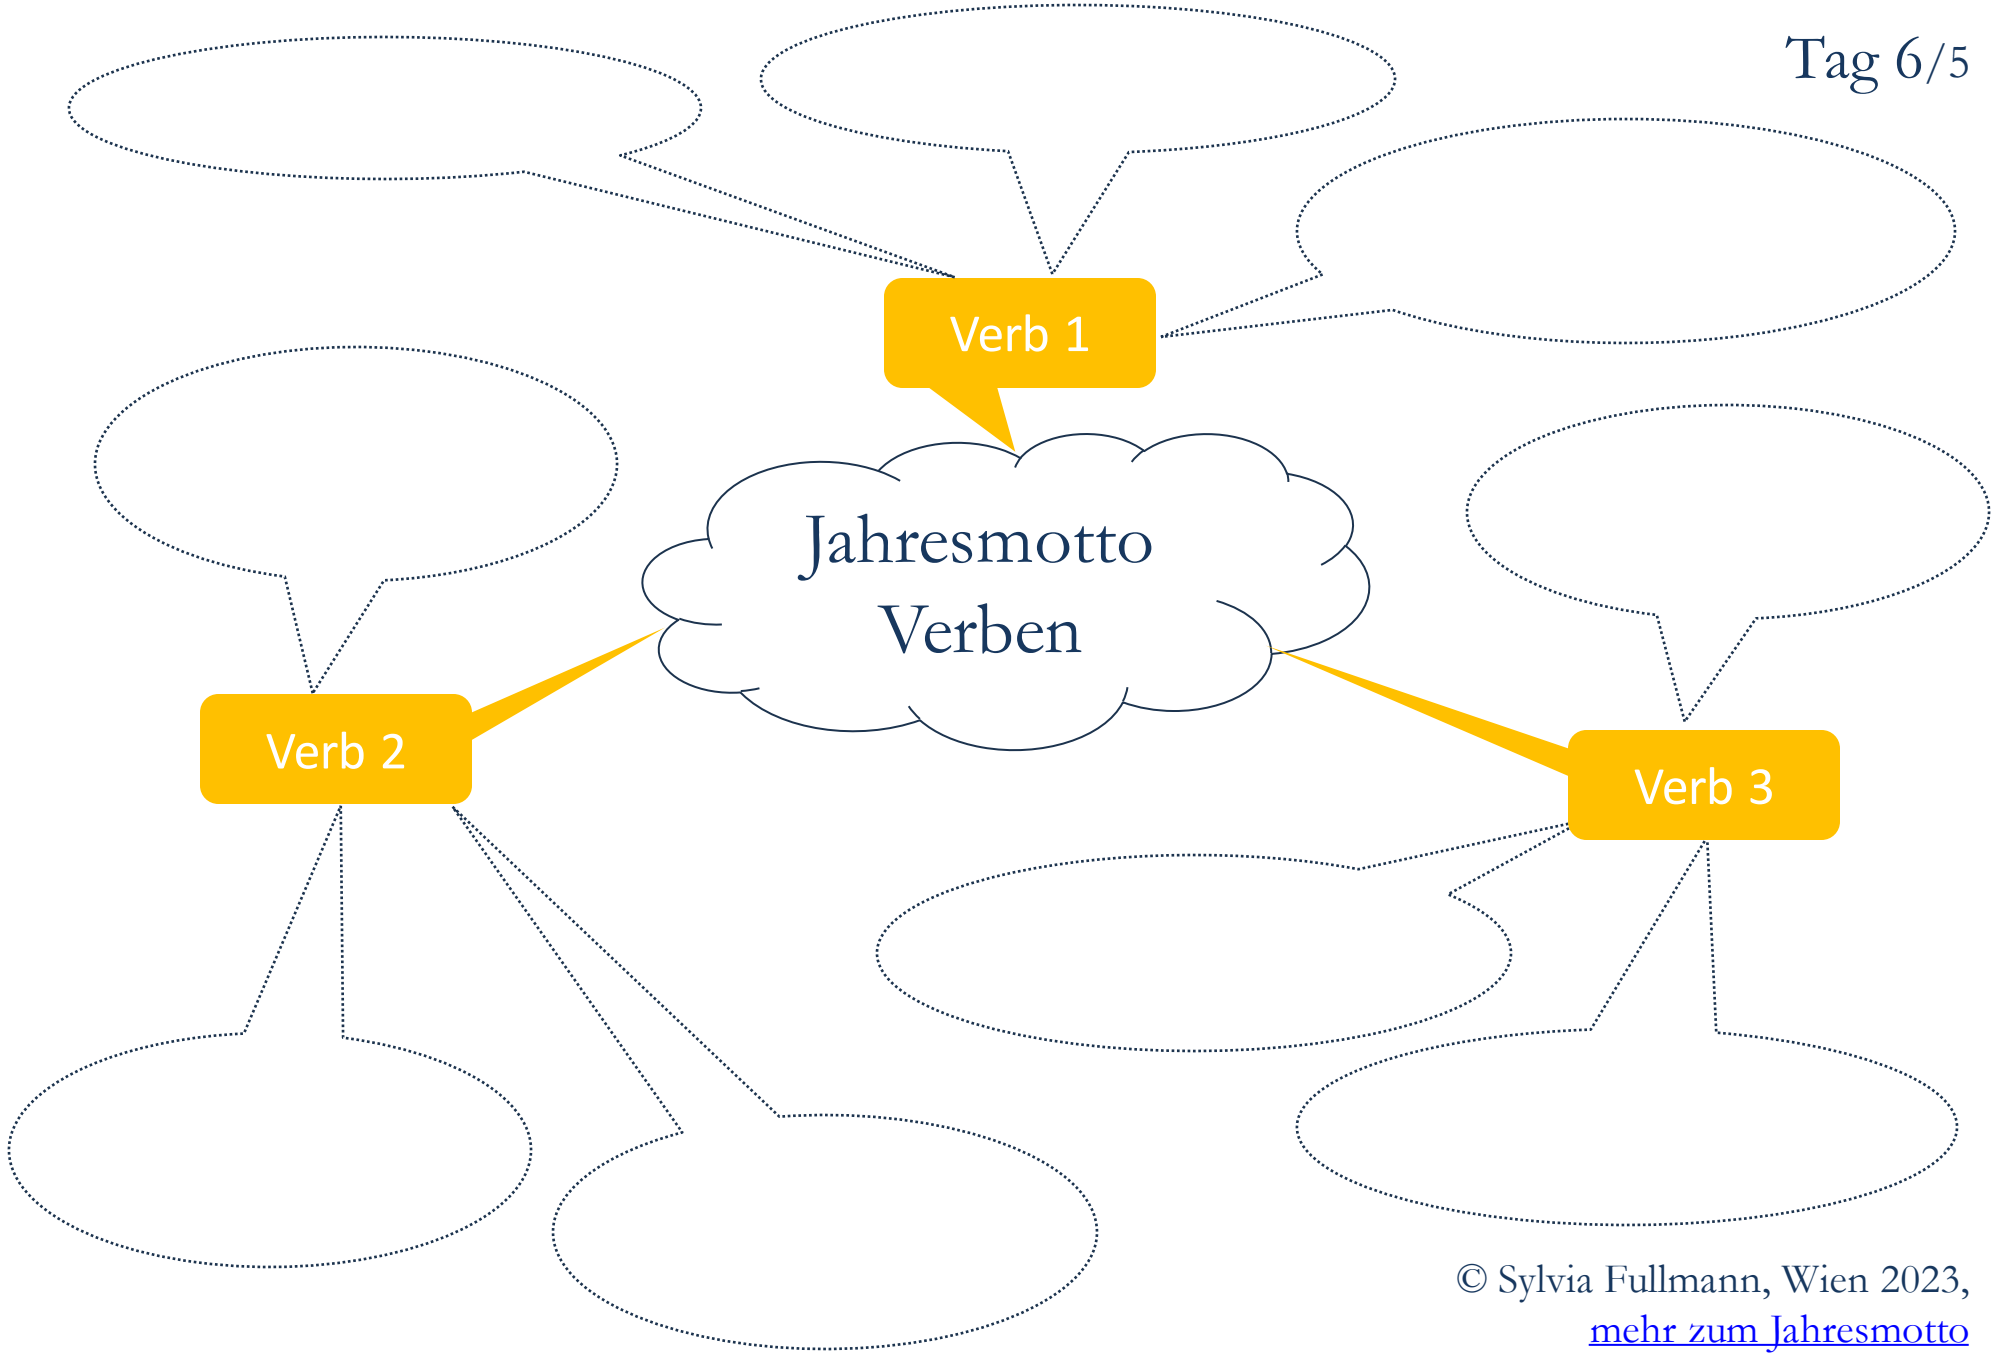 Tag 6/5
Verb 1
Jahresmotto
Verben
Verb 2
Verb 3
© Sylvia Fullmann, Wien 2023,
mehr zum Jahresmotto